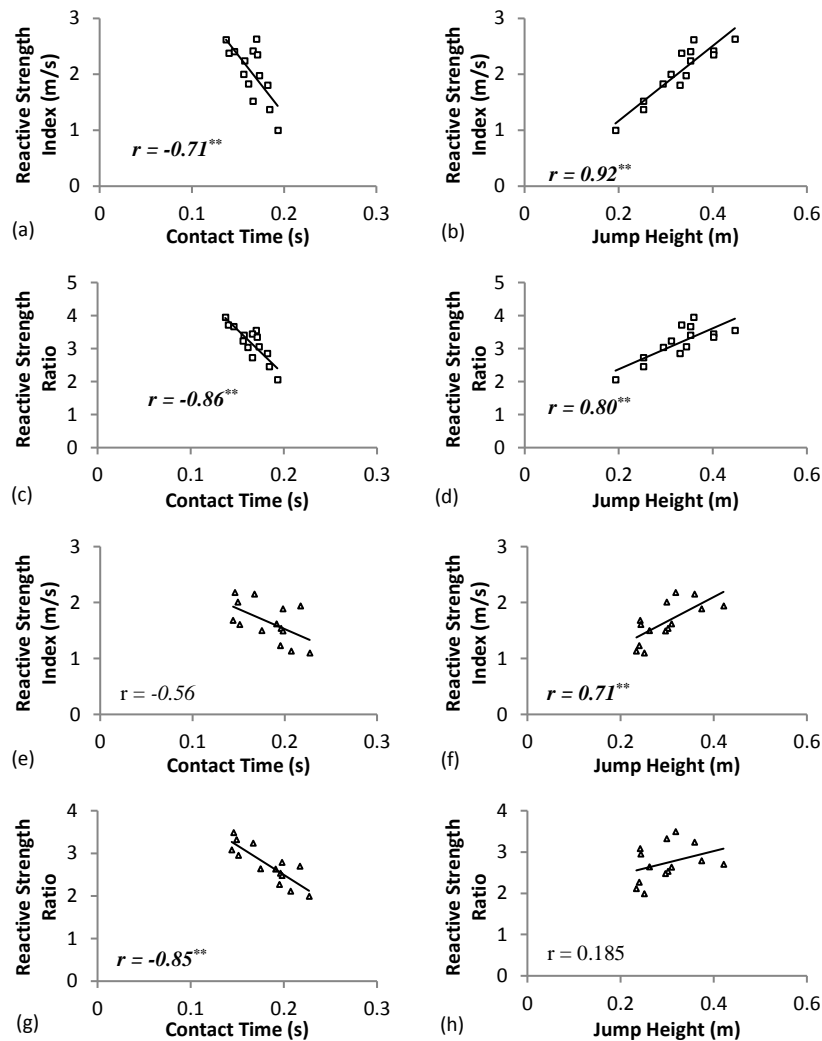 3
2
1
0
0 0.1 0.2 0.3
Reactive Strength
Index (m/s)
Contact Time (s)
r = -0.71**
(a)
3
2
1
0
0 0.2 0.4 0.6
Reactive Strength
Index (m/s)
Jump Height (m)
r = 0.92**
(b)
5
4
3
2
1
0
0 0.1 0.2 0.3
Reactive Strength
Ratio
Contact Time (s)
r = -0.86**
(c)
5
4
3
2
1
0
0 0.2 0.4 0.6
Reactive Strength
Ratio
Jump Height (m)
r = 0.80**
(d)
3
2
1
0
0 0.1 0.2 0.3
Reactive Strength
Index (m/s)
Contact Time (s)
r = -0.56
(e)
3
2
1
0
0 0.2 0.4 0.6
Reactive Strength
Index (m/s)
Jump Height (m)
r = 0.71**
(f)
4
3
2
1
0
0 0.1 0.2 0.3
Reactive Strength
Ratio
Contact Time (s)
r = -0.85**
(g)
4
3
2
1
0
0 0.2 0.4 0.6
Reactive Strength
Ratio
Jump Height (m)
r = 0.185
(h)